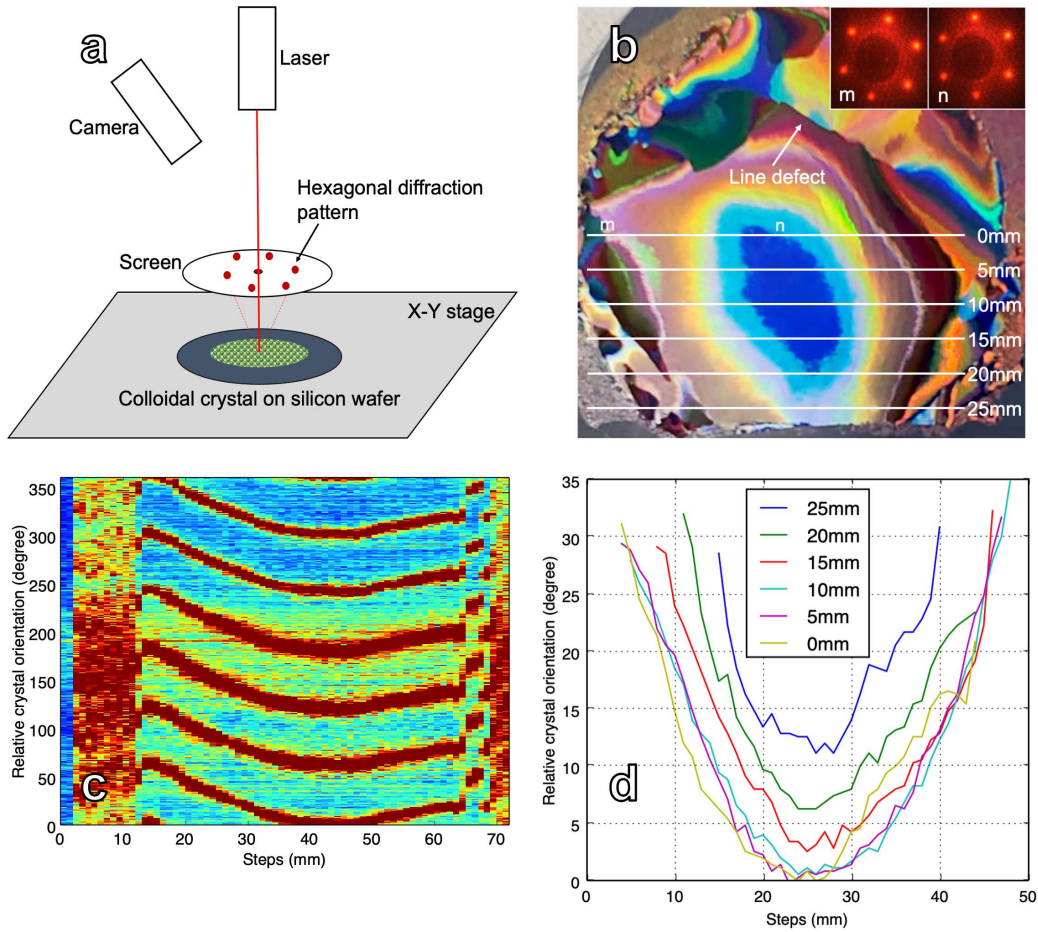 a
Laser
Camera
Hexagonal diffraction
pattern
Screen
X-Y stage
Colloidal crystal on silicon wafer
b
m
n
Line defect
m
n
0mm
5mm
10mm
15mm
20mm
25mm
c
Relative crystal orientation (degree)
350
300
250
200
150
100
50
0
0 10 20 30 40 50 60 70
Steps (mm)
d
Relative crystal orientation (degree)
35
30
25
20
15
10
5
0
25mm
20mm
15mm
10mm
5mm
0mm
0 10 20 30 40 50
Steps (mm)